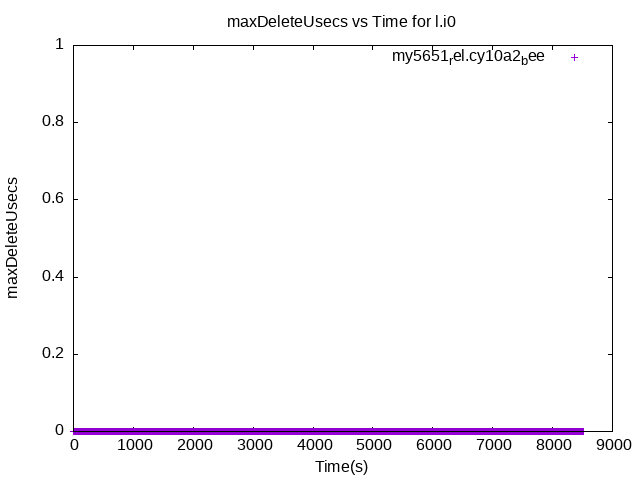 maxDeleteUsecs vs Time for l.i0
my5651rel.cy10a2bee
maxDeleteUsecs
1
0.8
0.6
0.4
0.2
0
0 1000 2000 3000 4000 5000 6000 7000 8000 9000
Time(s)